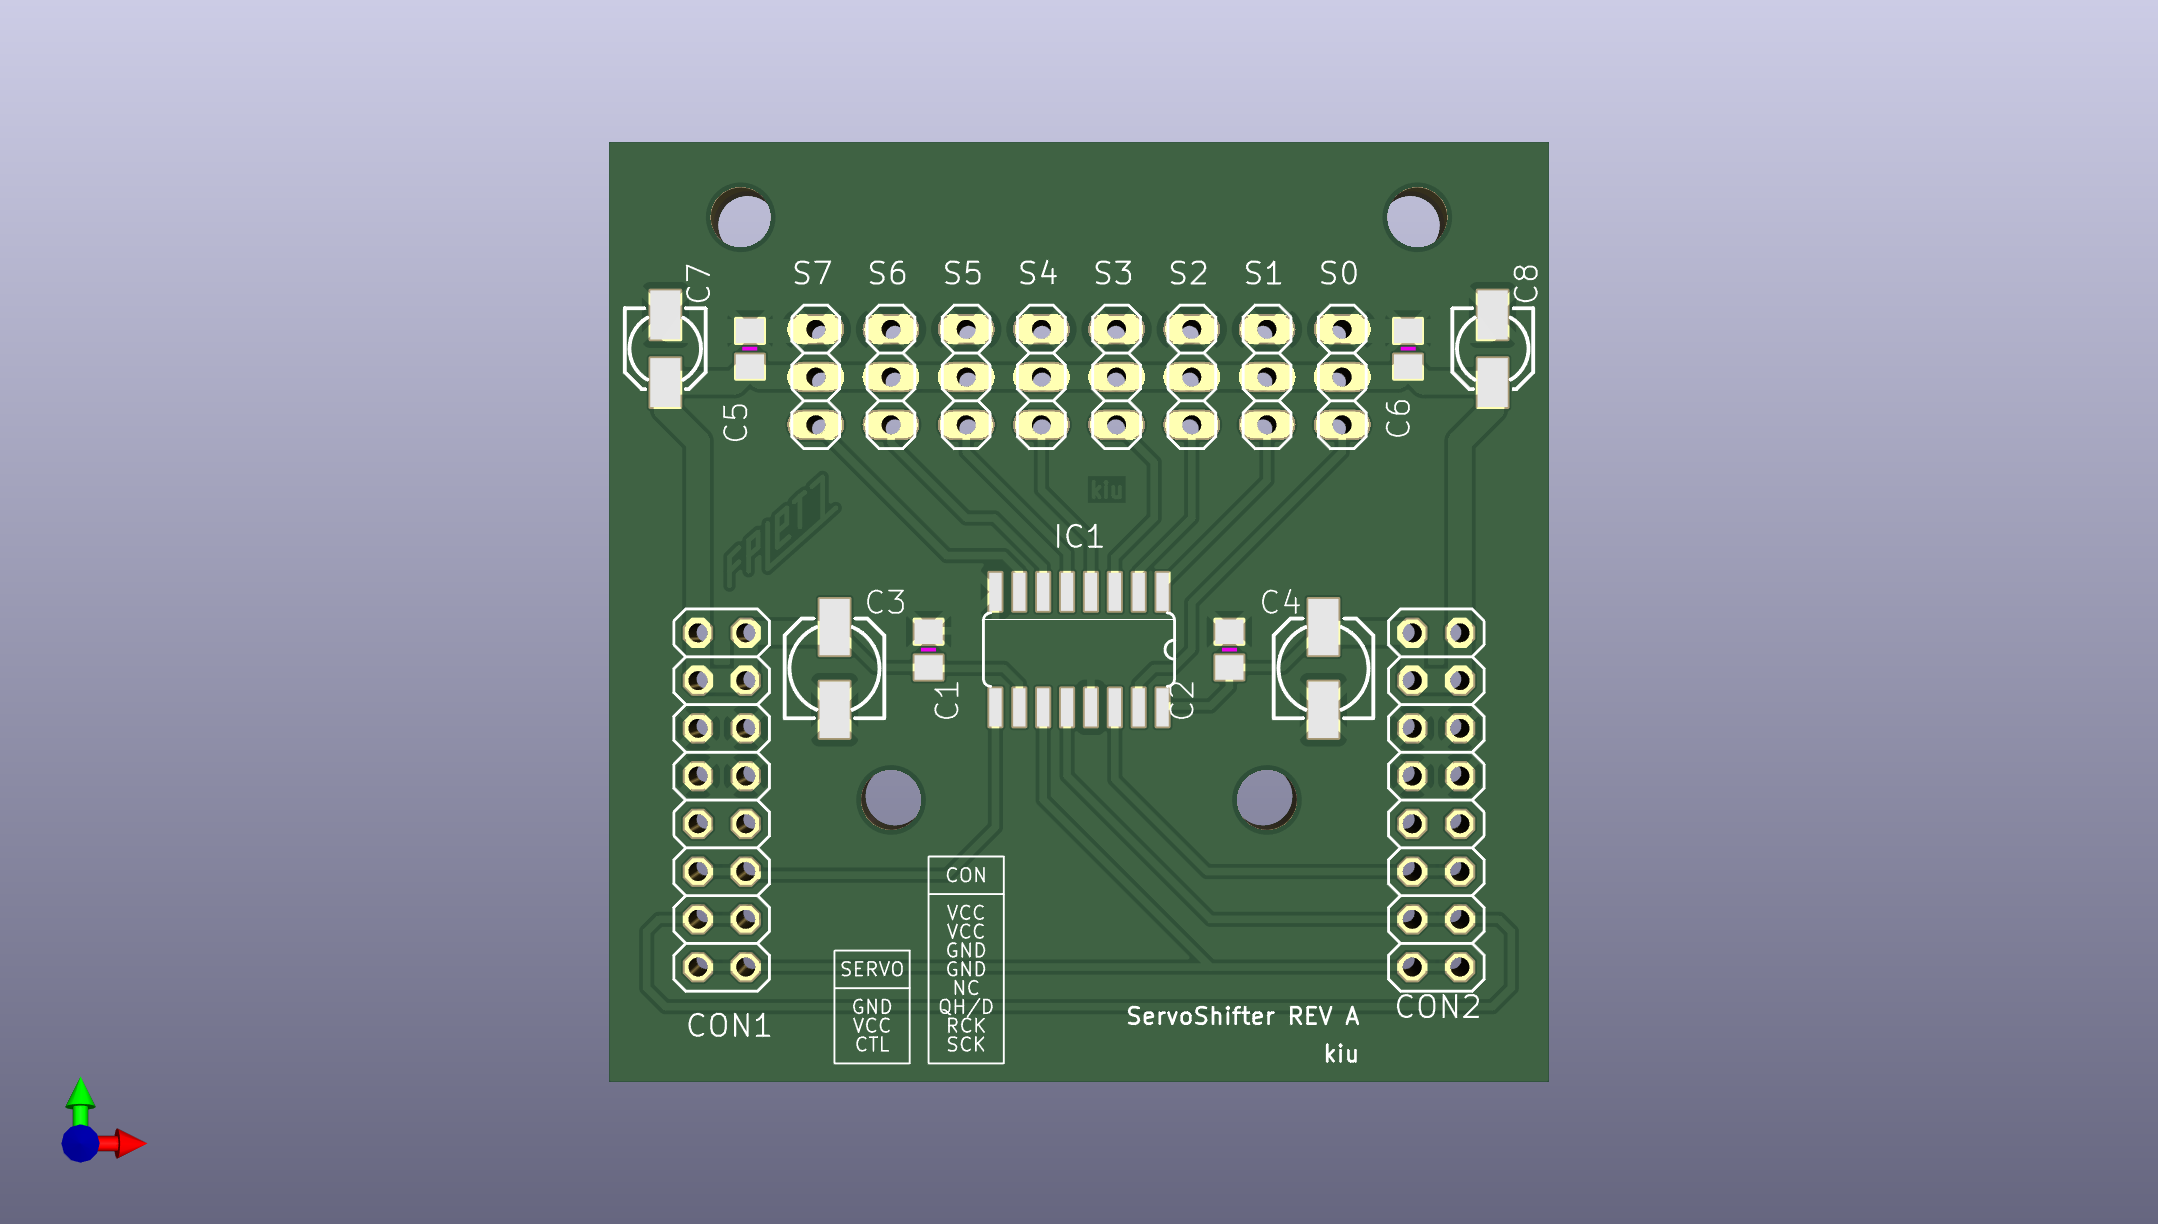 S7 S6 S5 S4 S3 S2 S1 S0
C7
C8
C5
C6
kiu
FPLET1
IC1
C3
C4
C1
C2
CON
VCC
VCC
GND
GND
NC
QH/D
RCK
SCK
SERVO
GND
VCC
CTL
CON1
CON2
ServoShifter REV A
kiu